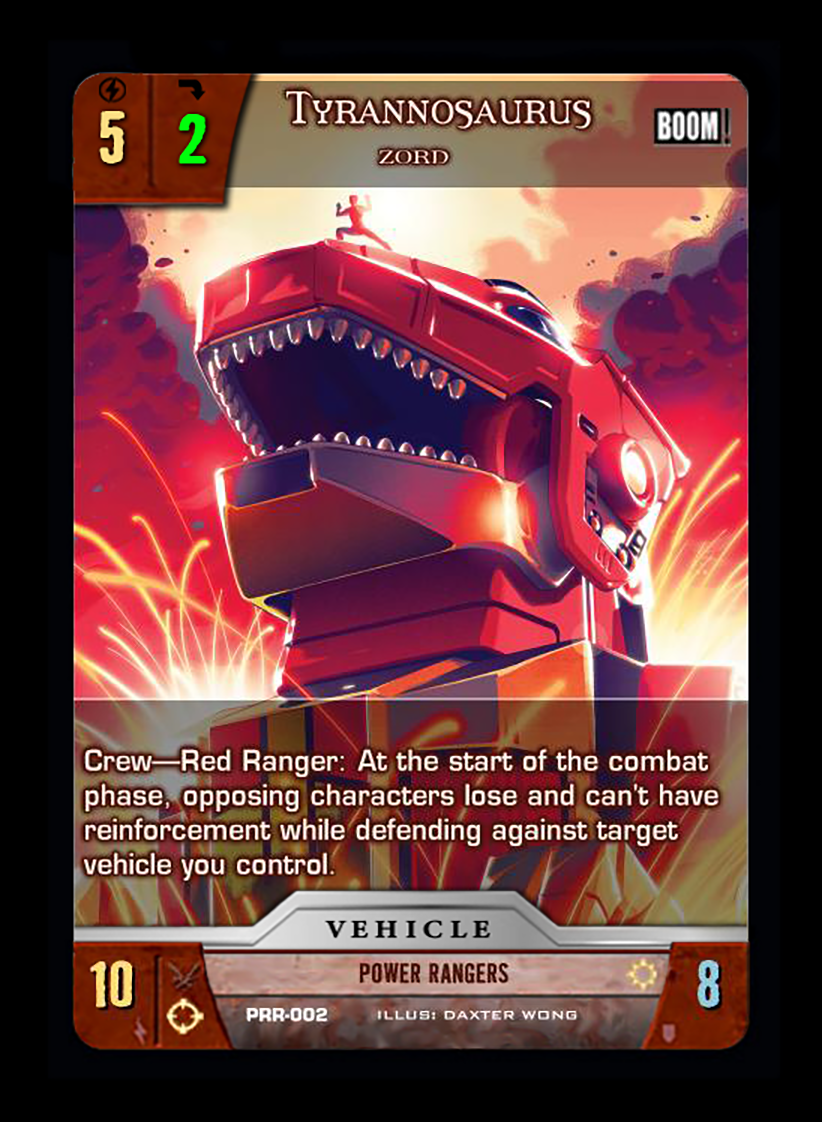 5 2
Tyrannosaurus
BOOM!
Zord
Crew—Red Ranger: At the start of the combat
phase, opposing characters lose and can't have
reinforcement while defending against target
vehicle you control.
VEHICLE
10 POWER RANGERS 8
PRR-002 ILLUS: DAXTER WONG